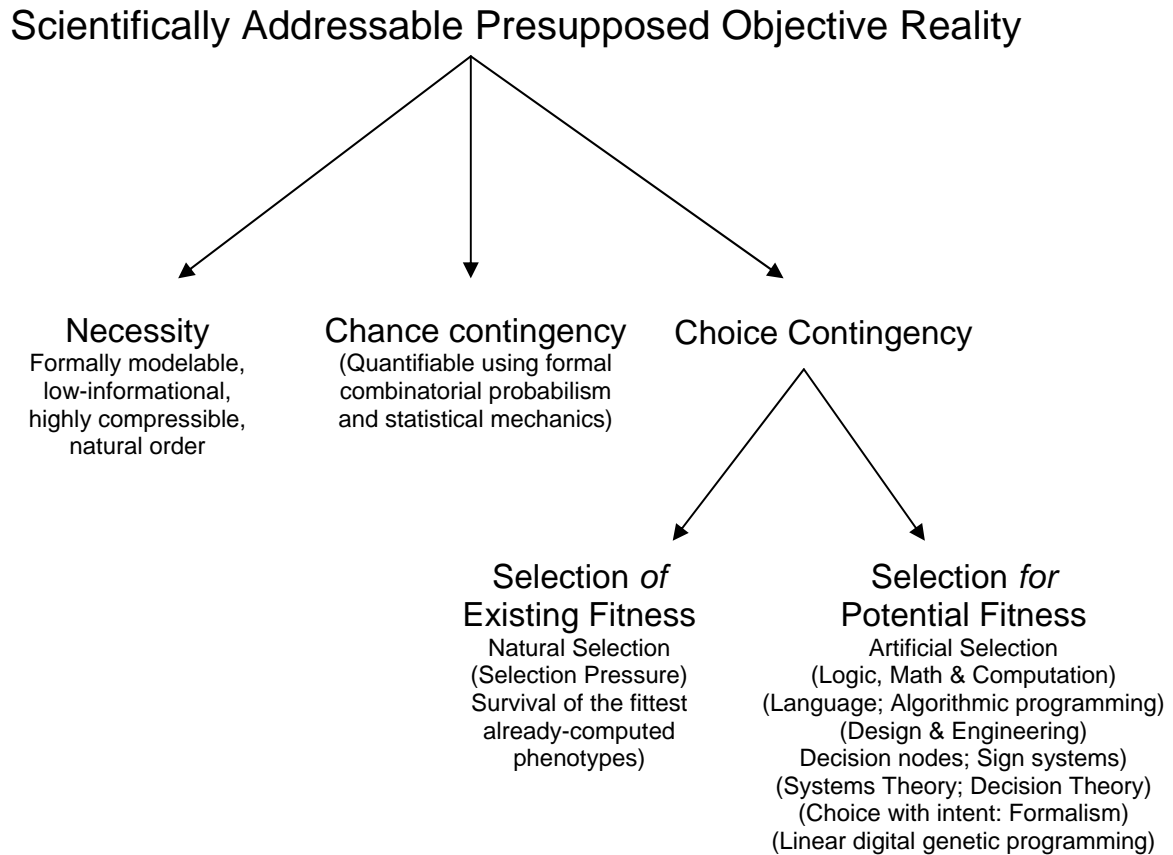 Scientifically Addressable Presupposed Objective Reality
Necessity
Formally modelable,
low-informational,
highly compressible,
natural order
Chance contingency
(Quantifiable using formal
combinatorial probabilism
and statistical mechanics)
Choice Contingency
Selection of
Existing Fitness
Natural Selection
(Selection Pressure)
Survival of the fittest
already-computed
phenotypes)
Selection for
Potential Fitness
Artificial Selection
(Logic, Math & Computation)
(Language; Algorithmic programming)
(Design & Engineering)
Decision nodes; Sign systems)
(Systems Theory; Decision Theory)
(Choice with intent: Formalism)
(Linear digital genetic programming)